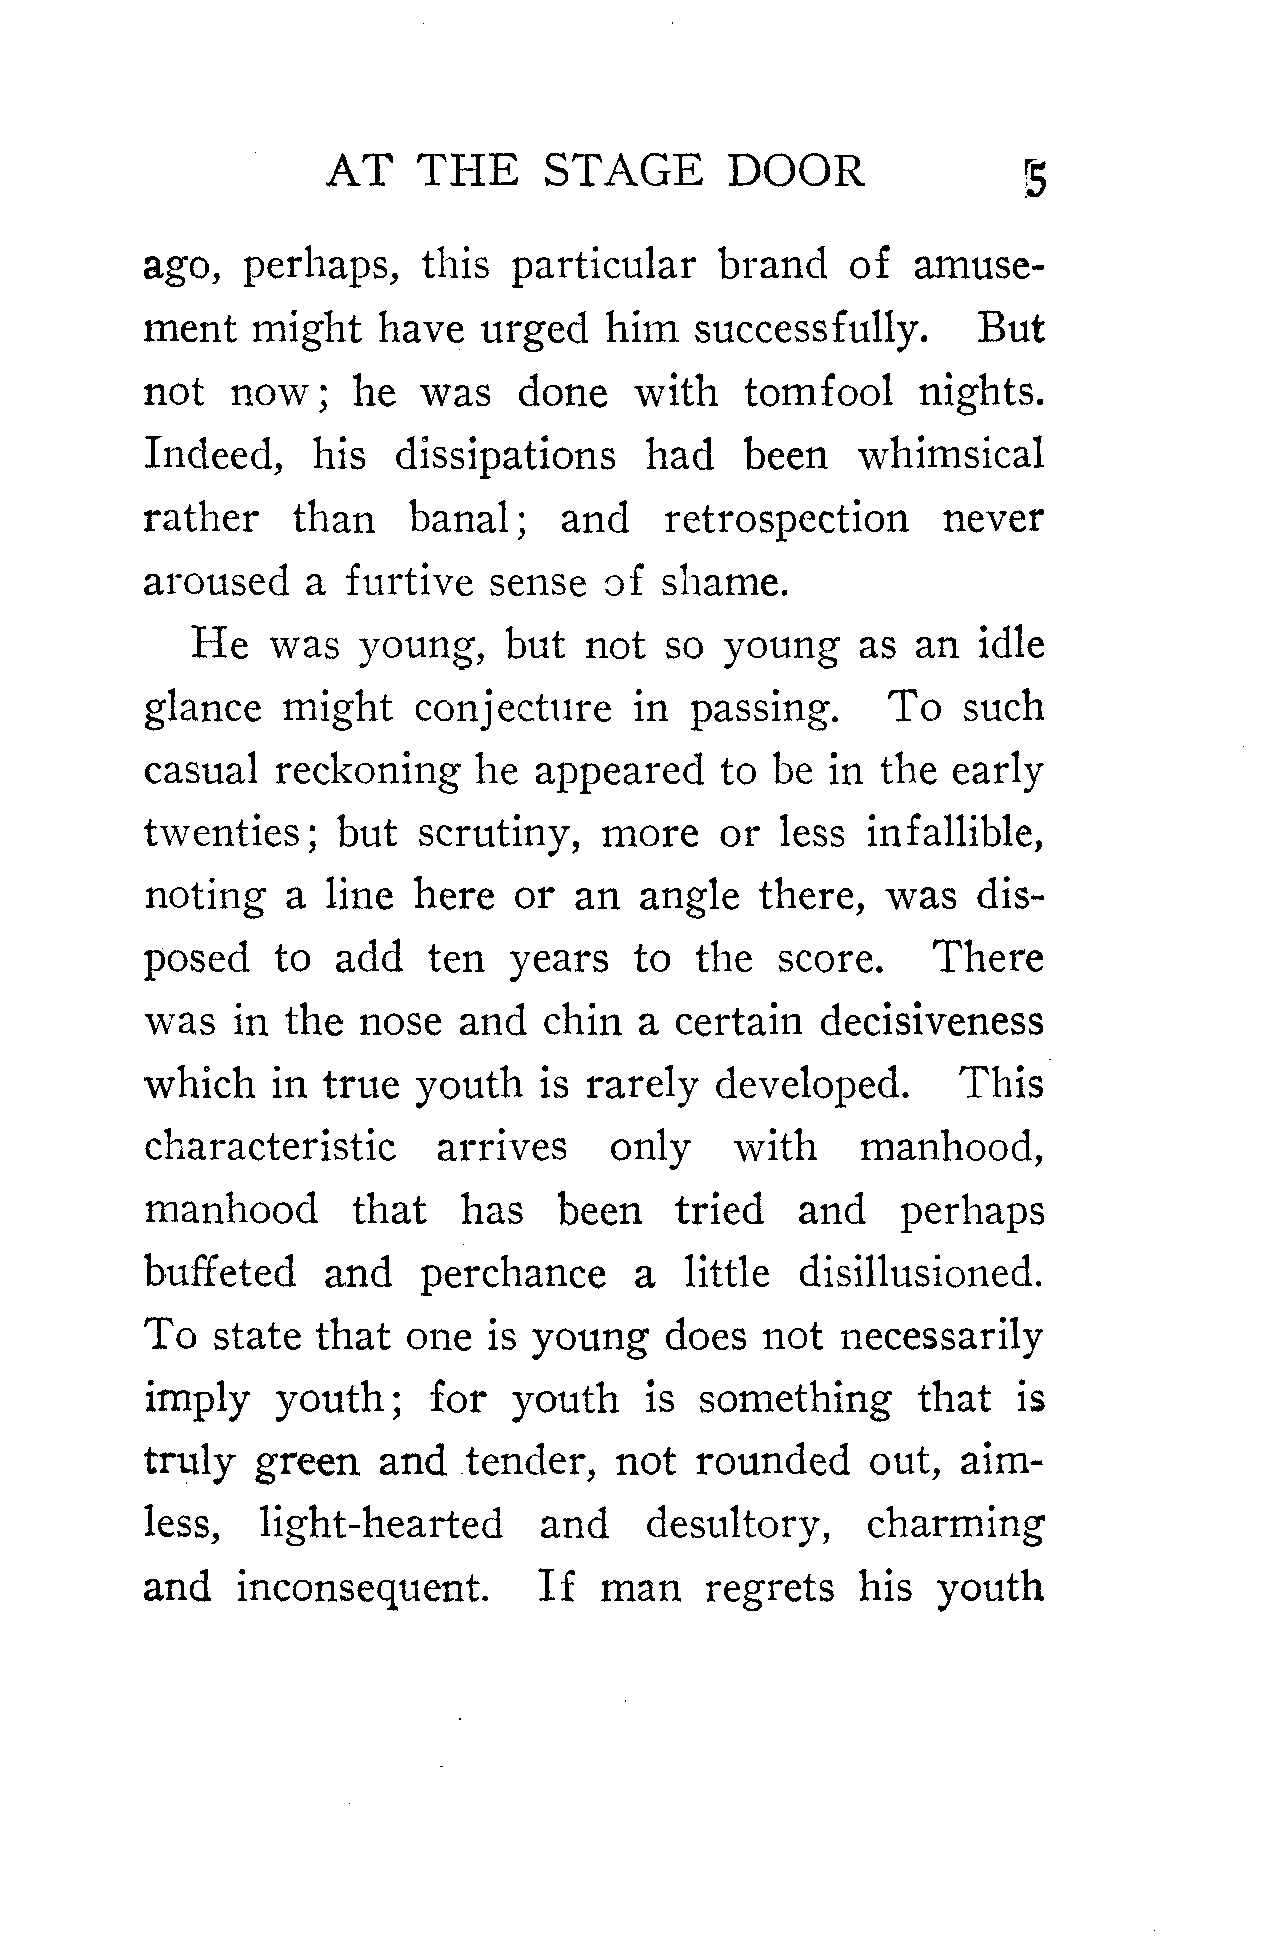 AT THE STAGE DOOR 5
ago, perhaps, this particular brand of amuse-
ment might have urged him successfully. But
not now; he was done with tomfool nights.
Indeed, his dissipations had been whimsical
rather than banal; and retrospection never
aroused a furtive sense of shame.
He was young, but not so young as an idle
glance might conjecture in passing. To such
casual reckoning he appeared to be in the early
twenties; but scrutiny, more or less infallible,
noting a line here or an angle there, was dis-
posed to add ten years to the score. There
was in the nose and chin a certain decisiveness
which in true youth is rarely developed. This
characteristic arrives only with manhood,
manhood that has been tried and perhaps
buffeted and perchance a little disillusioned.
To state that one is young does not necessarily
imply youth; for youth is something that is
truly green and tender, not rounded out, aim-
less, light-hearted and desultory, charming
and inconsequent. If man regrets his youth